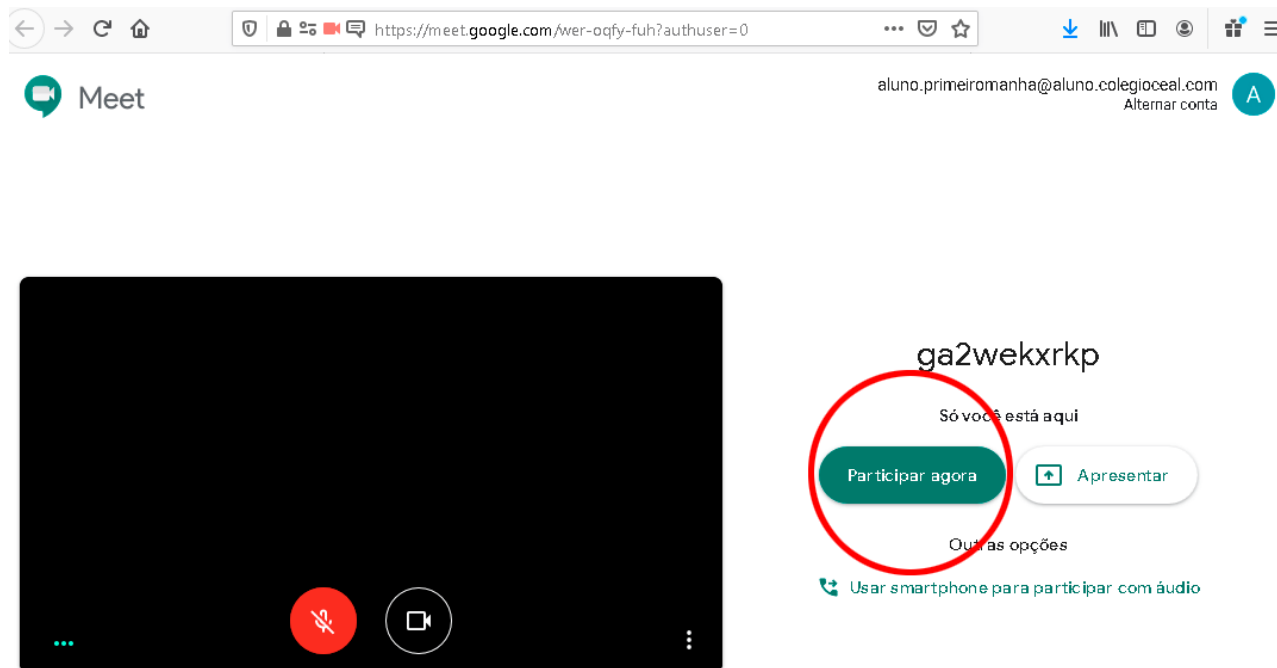 https://meet.google.com/wer-oqfy-fuh?authuser=0
Meet
aluno.primeiromanha@aluno.colegioceal.com
Alternar conta
A
ga2wekxrkp
Só você está aqui
Participar agora
Apresentar
Outras opções
Usar smartphone para participar com áudio